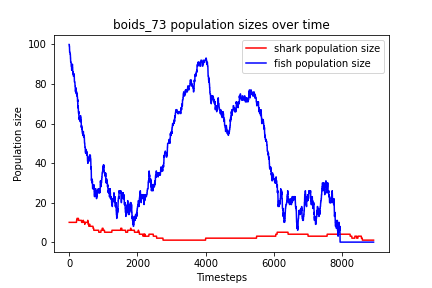 boids_73 population sizes over time
shark population size
fish population size
Population size
100
80
60
40
20
0
0 2000 4000 6000 8000
Timesteps